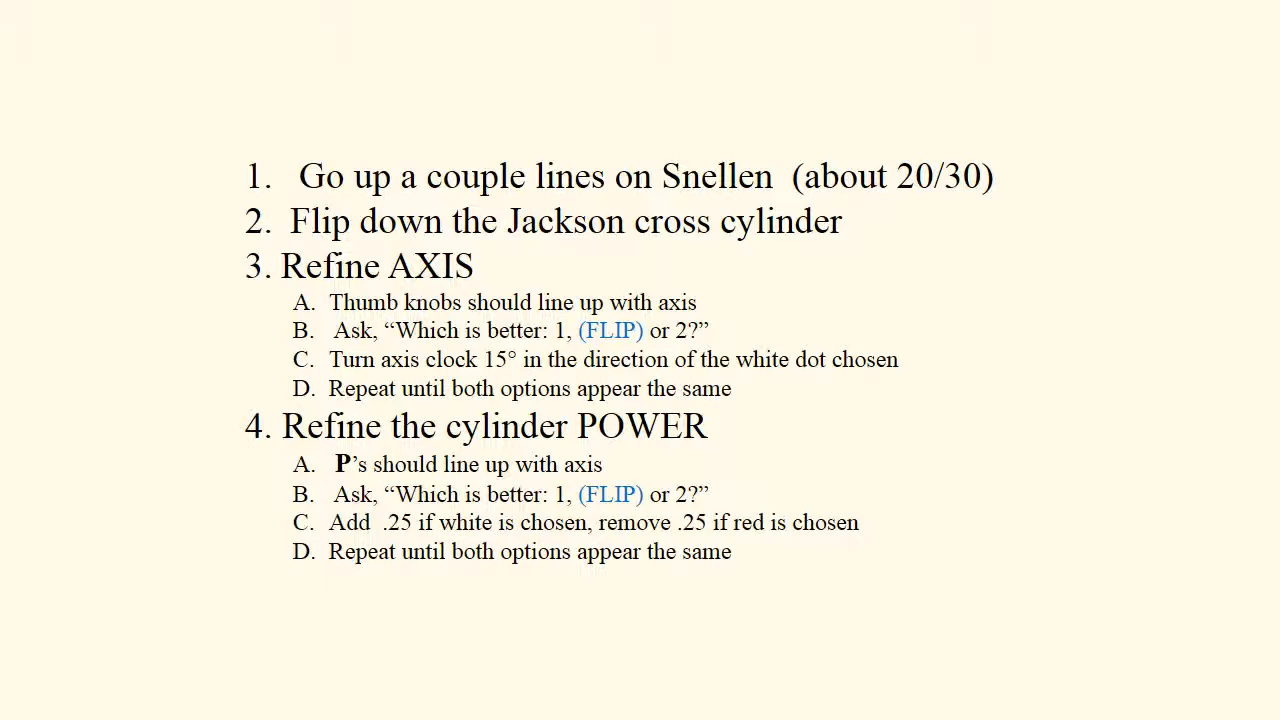 1. Go up a couple lines on Snellen (about 20/30)
2. Flip down the Jackson cross cylinder
3. Refine AXIS
A. Thumb knobs should line up with axis
B. Ask, “Which is better: 1, (FLIP) or 2?”
C. Turn axis clock 15° in the direction of the white dot chosen
D. Repeat until both options appear the same
4. Refine the cylinder POWER
A. P’s should line up with axis
B. Ask, “Which is better: 1, (FLIP) or 2?”
C. Add .25 if white is chosen, remove .25 if red is chosen
D. Repeat until both options appear the same